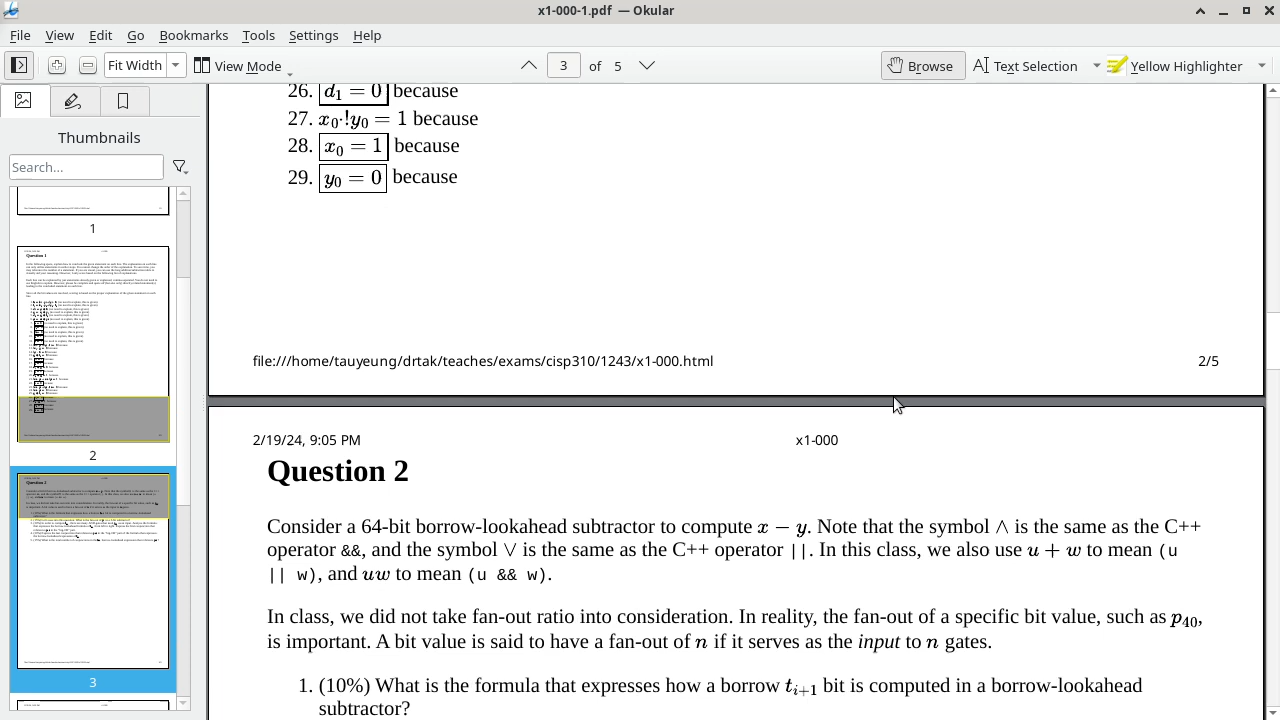 x1-000-1.pdf — Okular
File View Edit Go Bookmarks Tools Settings Help
Fit Width View Mode 3 of 5 Browse Text Selection Yellow Highlighter
Thumbnails
Search...
1
2
3
26. d₁ = 0 because
27. x₀·!y₀ = 1 because
28. x₀ = 1 because
29. y₀ = 0 because
file:///home/tauyeung/drtak/teaches/exams/cisp310/1243/x1-000.html 2/5
2/19/24, 9:05 PM x1-000
Question 2
Consider a 64-bit borrow-lookahead subtractor to compute x − y. Note that the symbol ∧ is the same as the C++
operator &&, and the symbol ∨ is the same as the C++ operator ||. In this class, we also use u + w to mean (u
|| w), and uw to mean (u && w).
In class, we did not take fan-out ratio into consideration. In reality, the fan-out of a specific bit value, such as p₄₀,
is important. A bit value is said to have a fan-out of n if it serves as the input to n gates.
1. (10%) What is the formula that expresses how a borrow tᵢ₊₁ bit is computed in a borrow-lookahead
subtractor?